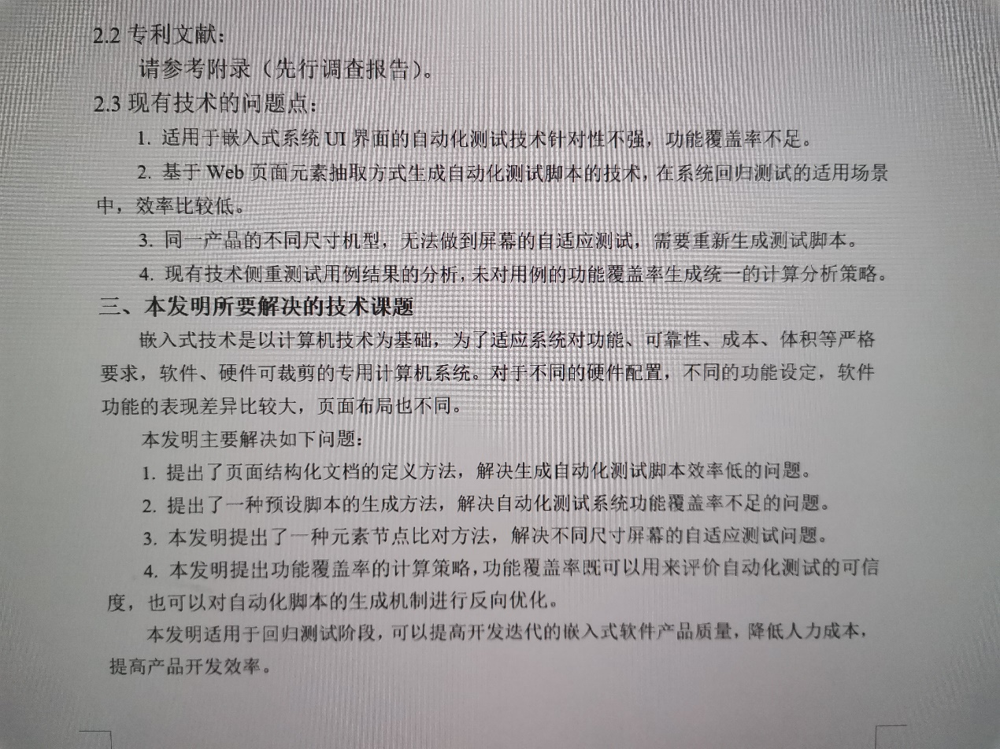 2.2 专利文献：
请参考附录（先行调查报告）。
2.3 现有技术的问题点：
1. 适用于嵌入式系统 UI 界面的自动化测试技术针对性不强，功能覆盖率不足。
2. 基于 Web 页面元素抽取方式生成自动化测试脚本的技术，在系统回归测试的适用场景
中，效率比较低。
3. 同一产品的不同尺寸机型，无法做到屏幕的自适应测试，需要重新生成测试脚本。
4. 现有技术侧重测试用例结果的分析，未对用例的功能覆盖率生成统一的计算分析策略。
三、本发明所要解决的技术课题
嵌入式技术是以计算机技术为基础，为了适应系统对功能、可靠性、成本、体积等严格
要求，软件、硬件可裁剪的专用计算机系统。对于不同的硬件配置，不同的功能设定，软件
功能的表现差异比较大，页面布局也不同。
本发明主要解决如下问题：
1. 提出了页面结构化文档的定义方法，解决生成自动化测试脚本效率低的问题。
2. 提出了一种预设脚本的生成方法，解决自动化测试系统功能覆盖率不足的问题。
3. 本发明提出了一种元素节点比对方法，解决不同尺寸屏幕的自适应测试问题。
4. 本发明提出功能覆盖率的计算策略，功能覆盖率既可以用来评价自动化测试的可信
度，也可以对自动化脚本的生成机制进行反向优化。
本发明适用于回归测试阶段，可以提高开发迭代的嵌入式软件产品质量，降低人力成本，
提高产品开发效率。